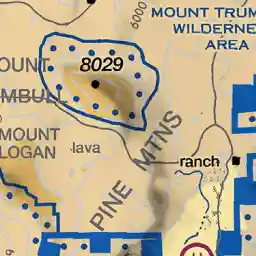 6000
MOUNT TRUM
WILDERNE
AREA
OUNT
MBULL
8029
MOUNT
LOGAN
lava
PINE MTNS
ranch